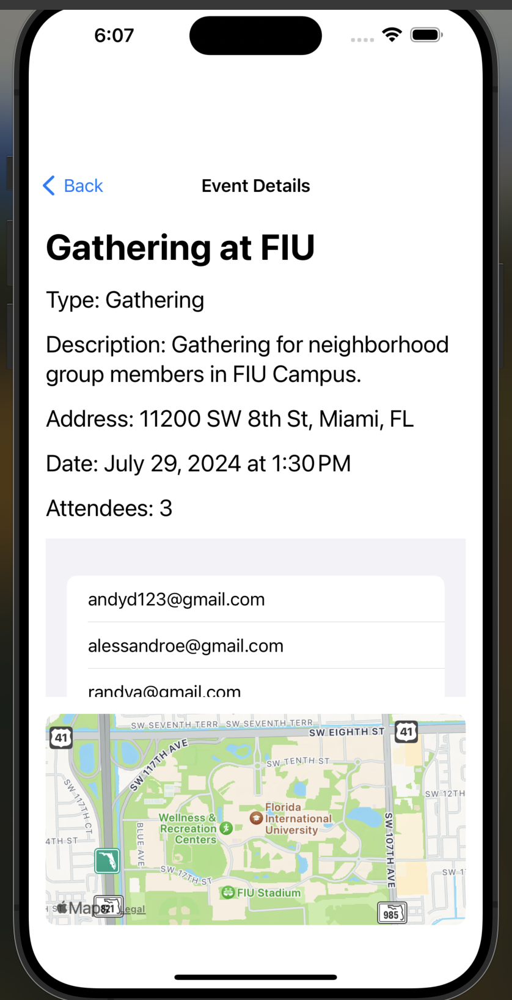 6:07
Back
Event Details
Gathering at FIU
Type: Gathering
Description: Gathering for neighborhood
group members in FIU Campus.
Address: 11200 SW 8th St, Miami, FL
Date: July 29, 2024 at 1:30 PM
Attendees: 3
andyd123@gmail.com
alessandroe@gmail.com
randya@gmail.com
SW SEVENTH TERR
SW SEVENTH TERR
41
SW EIGHTH ST
41
SW 117TH AVE
SW TENTH ST
SW 117TH CT
SW 12TH
Florida
International
University
Wellness &
Recreation
Centers
BLUE AVE
SW 107TH AVE
4TH ST
SW 17TH ST
SW 1
FIU Stadium
Maps
821
Legal
985